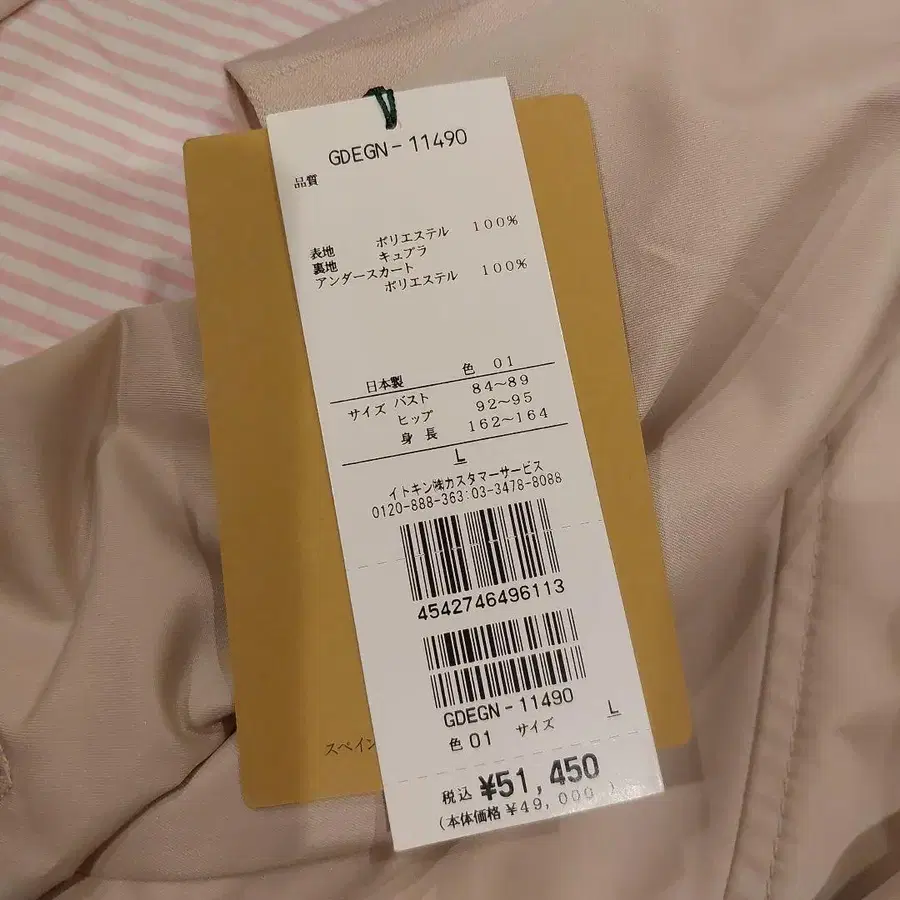 GDEGN-11490
品質
表地 ポリエステル 100%
裏地 キュプラ
アンダースカート
ポリエステル 100%
日本製 色 01
サイズ バスト 84~89
ヒップ 92~95
身長 162~164
L
イトキン㈱カスタマーサービス
0120-888-363:03-3478-8088
4542746496113
GDEGN-11490
色 01 サイズ L
税込 ¥51,450
(本体価格 ¥49,000 )
スペイン